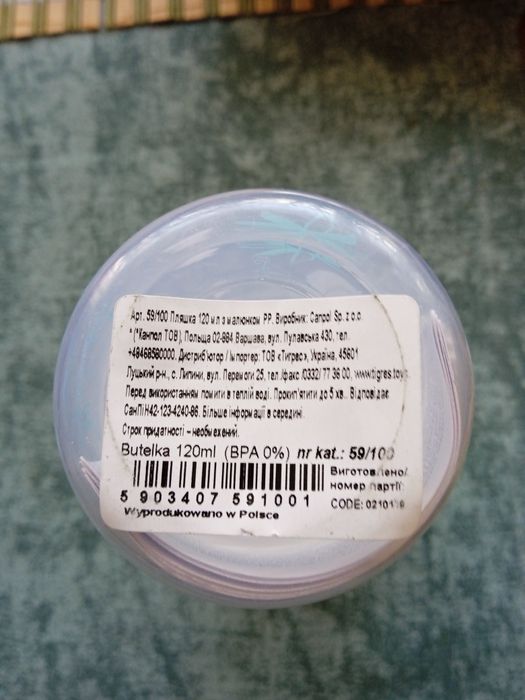 Арт. 59/100 Пляшка 120 мл з малюнком PP. Виробник: Canpol Sp. z o.o.
* ("Канпол ТОВ"), Польща 02-884 Варшава, вул. Пулавська 430, тел.
+48468580000. Дистриб'ютор / Імпортер: ТОВ «Тигрес», Україна, 45601
Луцький р-н., с. Липини, вул. Перемоги 25, тел./факс /0332/ 77 36 00, www.tigres.toys.
Перед використанням помити в теплій воді. Прокип'ятити до 5 хв.. Відповідає
СанПіН 42-123-4240-86. Більше інформації в середині.
Строк придатності – необмежений.
Butelka 120ml (BPA 0%) nr kat.: 59/100
Виготовлено/
номер партії:
5 903407 591001
CODE:
Wyprodukowano w Polsce